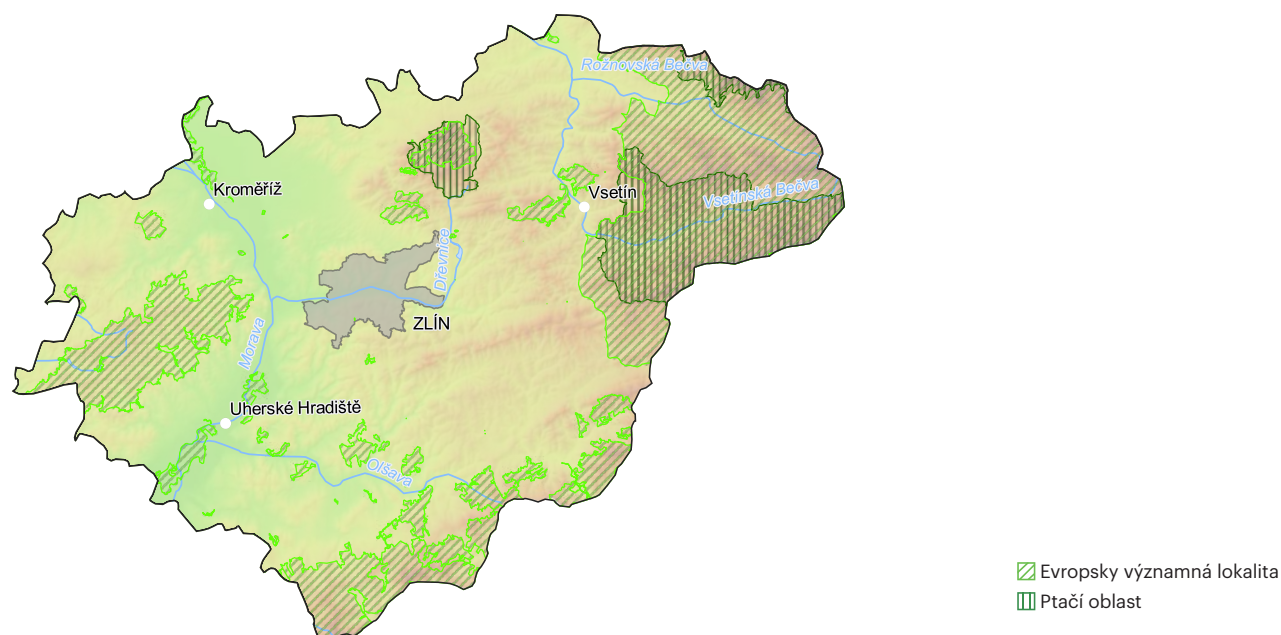 Rožnovská Bečva
Kroměříž
Vsetín
Vsetínská Bečva
Dřevnice
ZLÍN
Morava
Uherské Hradiště
Olšava
Evropsky významná lokalita
Ptačí oblast